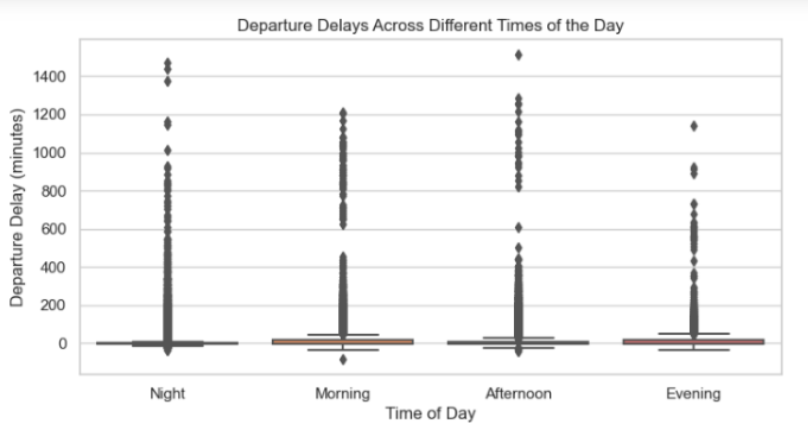 Departure Delays Across Different Times of the Day
Departure Delay (minutes)
1400
1200
1000
800
600
400
200
0
Night Morning Afternoon Evening
Time of Day